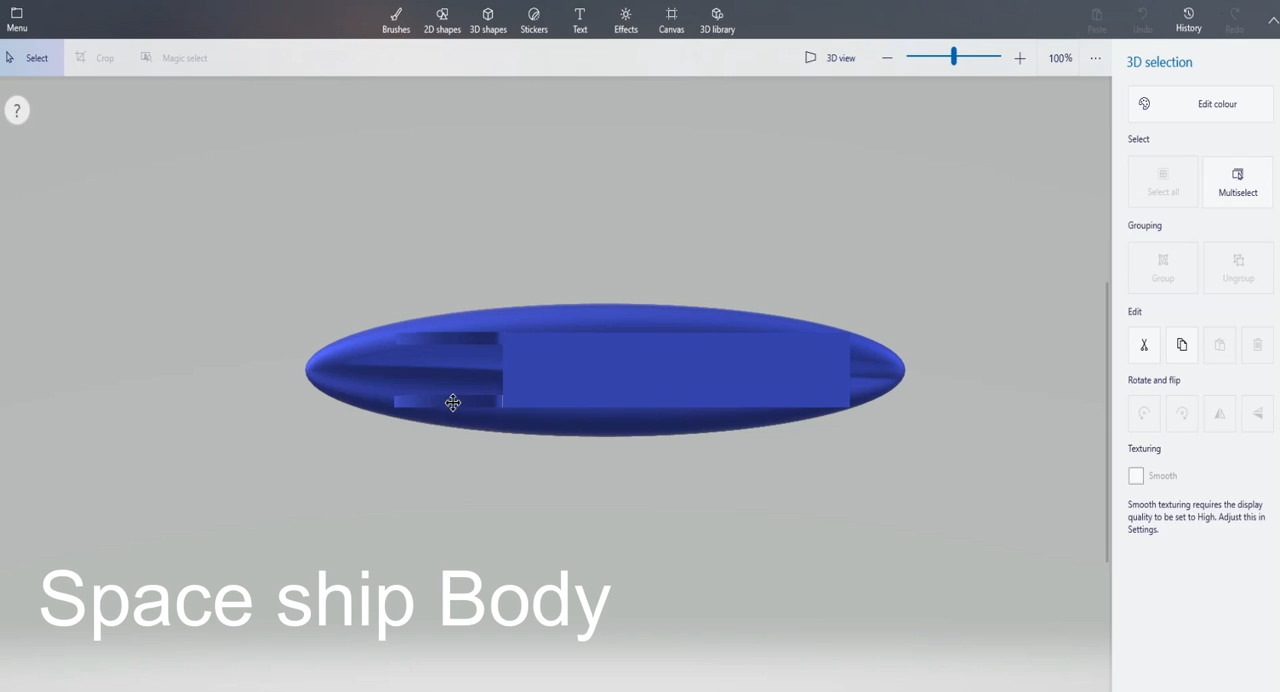 Menu
Brushes
2D shapes
3D shapes
Stickers
Text
Effects
Canvas
3D library
Paste
Undo
History
Redo
Select
Crop
Magic select
3D view
100%
3D selection
?
Edit colour
Select
Select all
Multiselect
Grouping
Group
Ungroup
Edit
Rotate and flip
Texturing
Smooth
Smooth texturing requires the display
quality to be set to High. Adjust this in
Settings.
Space ship Body